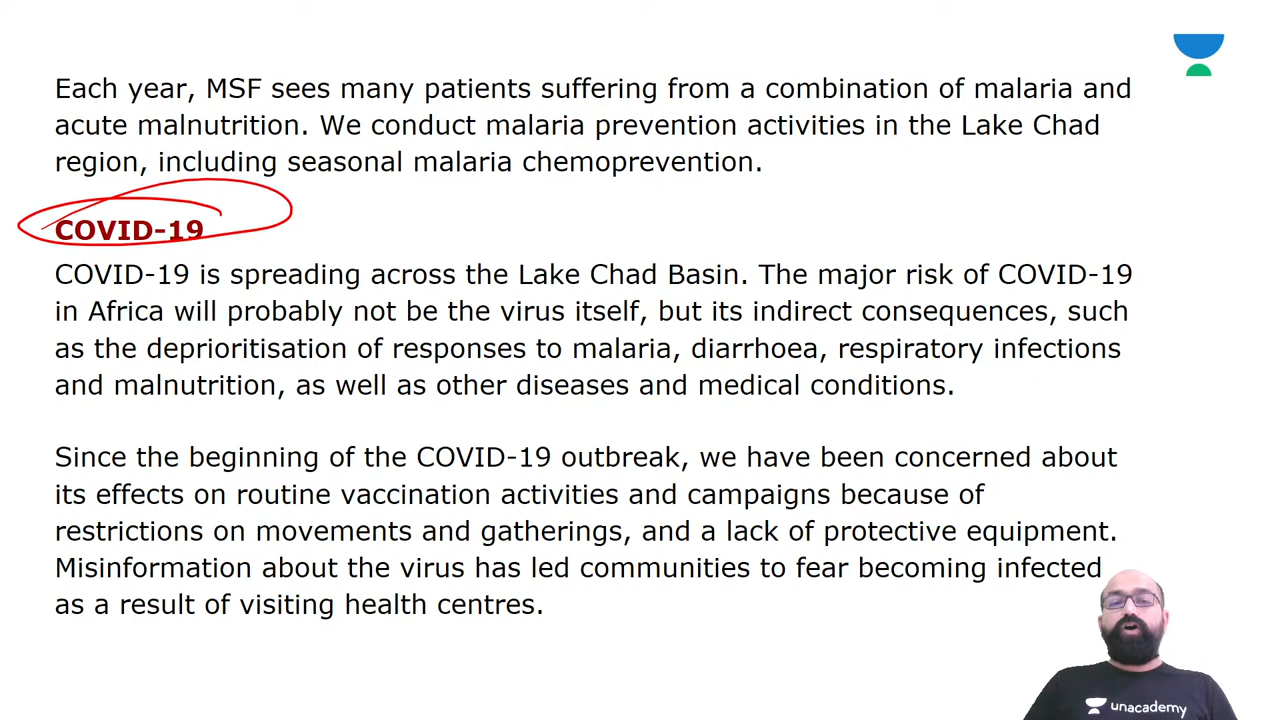 Each year, MSF sees many patients suffering from a combination of malaria and
acute malnutrition. We conduct malaria prevention activities in the Lake Chad
region, including seasonal malaria chemoprevention.
COVID-19
COVID-19 is spreading across the Lake Chad Basin. The major risk of COVID-19
in Africa will probably not be the virus itself, but its indirect consequences, such
as the deprioritisation of responses to malaria, diarrhoea, respiratory infections
and malnutrition, as well as other diseases and medical conditions.
Since the beginning of the COVID-19 outbreak, we have been concerned about
its effects on routine vaccination activities and campaigns because of
restrictions on movements and gatherings, and a lack of protective equipment.
Misinformation about the virus has led communities to fear becoming infected
as a result of visiting health centres.
unacademy